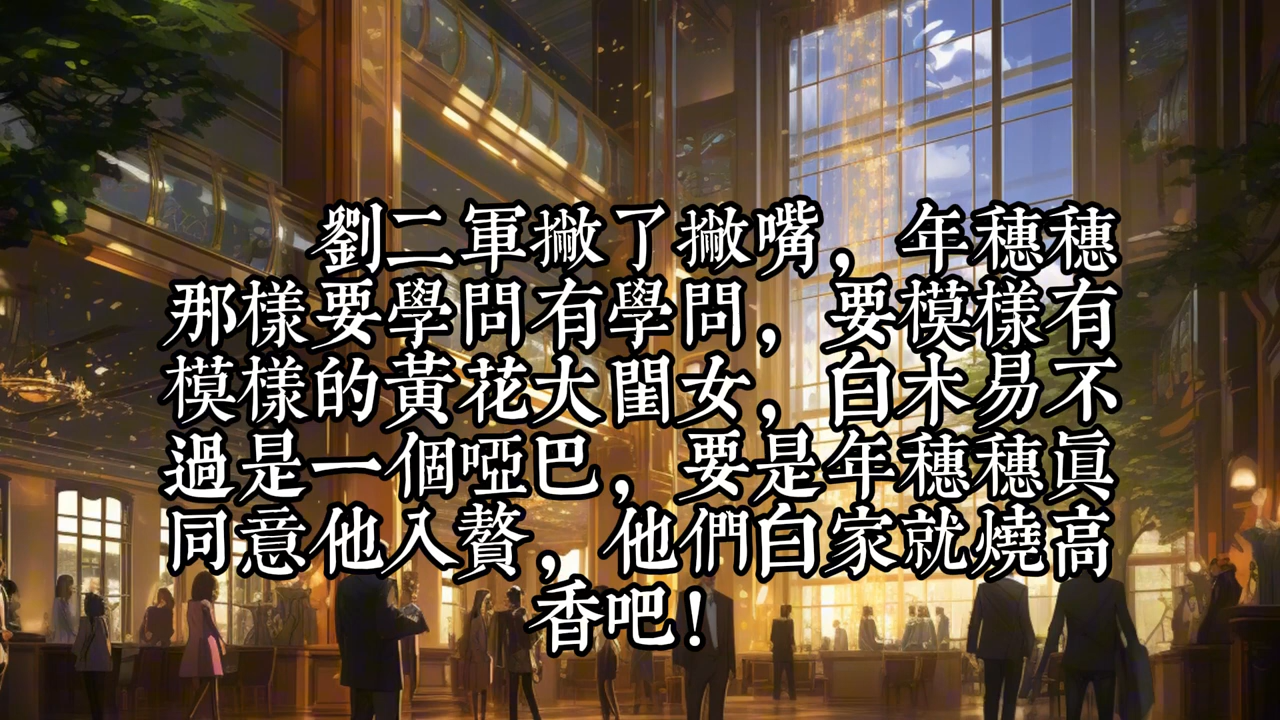 劉二軍撇了撇嘴，年穗穗
那樣要學問有學問，要模樣有
模樣的黃花大閨女，白木易不
過是一個啞巴，要是年穗穗眞
同意他入贅，他們白家就燒高
香吧！